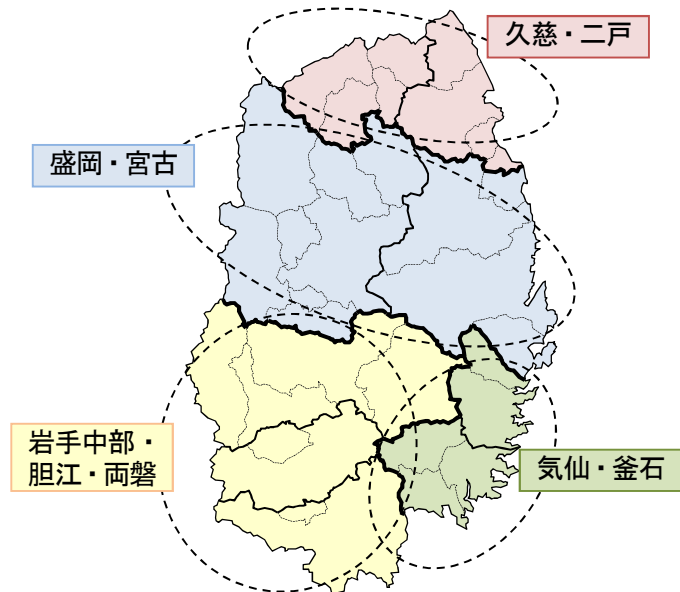 久慈・二戸
盛岡・宮古
岩手中部・
胆江・両磐
気仙・釜石